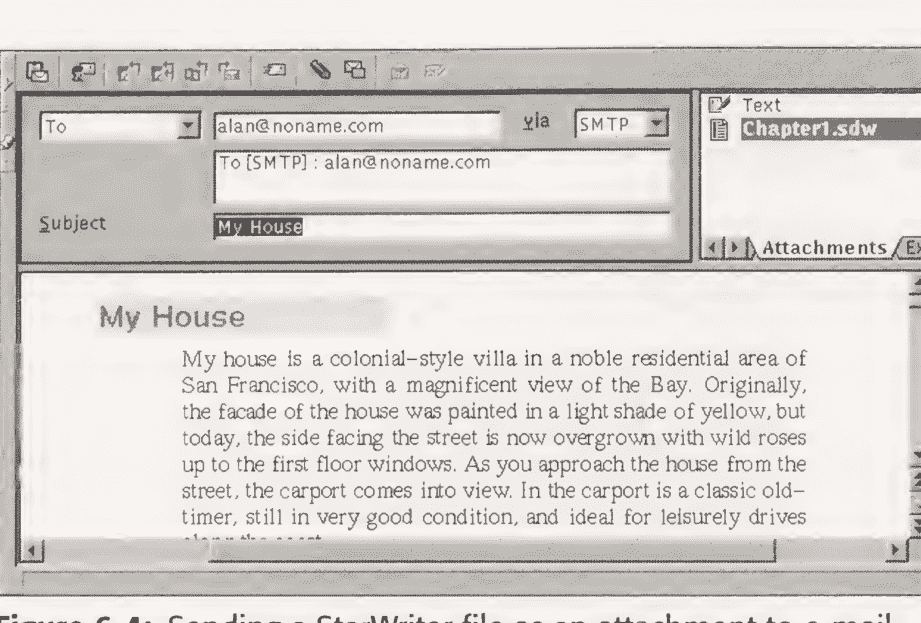 To
alan@noname.com
via
SMTP
Text
Chapter1.sdw
To [SMTP] : alan@noname.com
Subject
My House
Attachments
My House
My house is a colonial-style villa in a noble residential area of
San Francisco, with a magnificent view of the Bay. Originally,
the facade of the house was painted in a light shade of yellow, but
today, the side facing the street is now overgrown with wild roses
up to the first floor windows. As you approach the house from the
street, the carport comes into view. In the carport is a classic old-
timer, still in very good condition, and ideal for leisurely drives
along the coast
Sending a StarWriter file as an attachment to e-mail